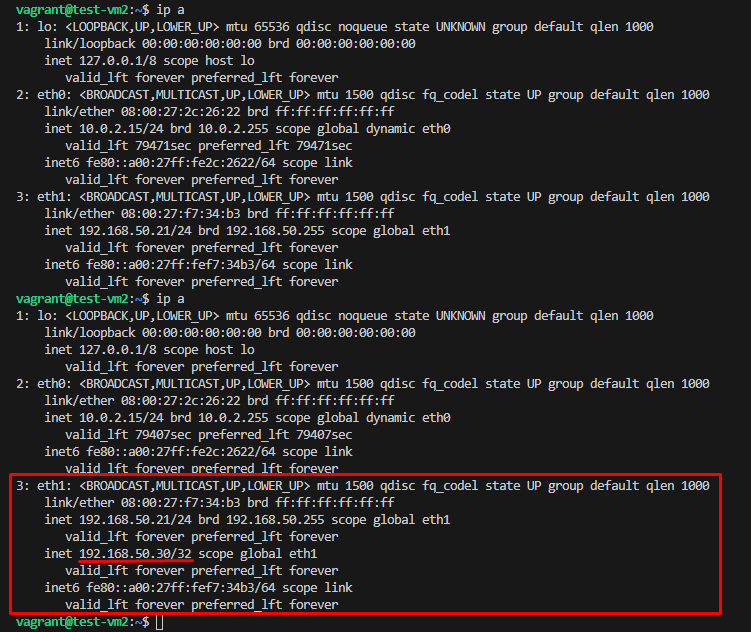 vagrant@test-vm2:~$ ip a
1: lo: <LOOPBACK,UP,LOWER_UP> mtu 65536 qdisc noqueue state UNKNOWN group default qlen 1000
    link/loopback 00:00:00:00:00:00 brd 00:00:00:00:00:00
    inet 127.0.0.1/8 scope host lo
       valid_lft forever preferred_lft forever
2: eth0: <BROADCAST,MULTICAST,UP,LOWER_UP> mtu 1500 qdisc fq_codel state UP group default qlen 1000
    link/ether 08:00:27:2c:26:22 brd ff:ff:ff:ff:ff:ff
    inet 10.0.2.15/24 brd 10.0.2.255 scope global dynamic eth0
       valid_lft 79471sec preferred_lft 79471sec
    inet6 fe80::a00:27ff:fe2c:2622/64 scope link
       valid_lft forever preferred_lft forever
3: eth1: <BROADCAST,MULTICAST,UP,LOWER_UP> mtu 1500 qdisc fq_codel state UP group default qlen 1000
    link/ether 08:00:27:f7:34:b3 brd ff:ff:ff:ff:ff:ff
    inet 192.168.50.21/24 brd 192.168.50.255 scope global eth1
       valid_lft forever preferred_lft forever
    inet6 fe80::a00:27ff:fef7:34b3/64 scope link
       valid_lft forever preferred_lft forever
vagrant@test-vm2:~$ ip a
1: lo: <LOOPBACK,UP,LOWER_UP> mtu 65536 qdisc noqueue state UNKNOWN group default qlen 1000
    link/loopback 00:00:00:00:00:00 brd 00:00:00:00:00:00
    inet 127.0.0.1/8 scope host lo
       valid_lft forever preferred_lft forever
2: eth0: <BROADCAST,MULTICAST,UP,LOWER_UP> mtu 1500 qdisc fq_codel state UP group default qlen 1000
    link/ether 08:00:27:2c:26:22 brd ff:ff:ff:ff:ff:ff
    inet 10.0.2.15/24 brd 10.0.2.255 scope global dynamic eth0
       valid_lft 79407sec preferred_lft 79407sec
    inet6 fe80::a00:27ff:fe2c:2622/64 scope link
       valid_lft forever preferred_lft forever
3: eth1: <BROADCAST,MULTICAST,UP,LOWER_UP> mtu 1500 qdisc fq_codel state UP group default qlen 1000
    link/ether 08:00:27:f7:34:b3 brd ff:ff:ff:ff:ff:ff
    inet 192.168.50.21/24 brd 192.168.50.255 scope global eth1
       valid_lft forever preferred_lft forever
    inet 192.168.50.30/32 scope global eth1
       valid_lft forever preferred_lft forever
    inet6 fe80::a00:27ff:fef7:34b3/64 scope link
       valid_lft forever preferred_lft forever
vagrant@test-vm2:~$